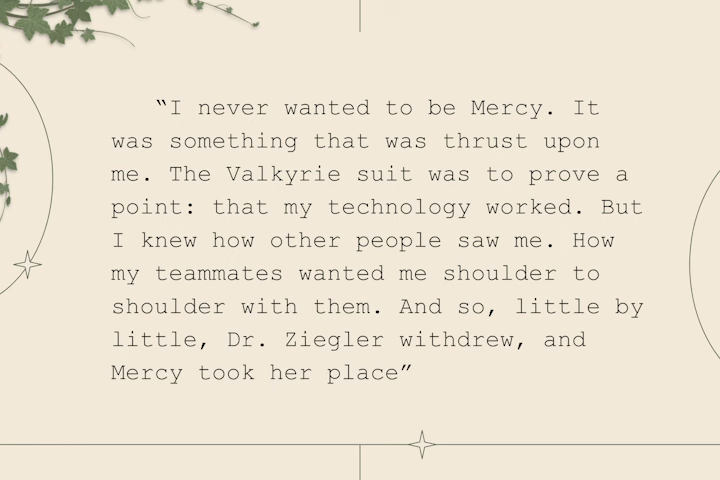 “I never wanted to be Mercy. It
was something that was thrust upon
me. The Valkyrie suit was to prove a
point: that my technology worked. But
I knew how other people saw me. How
my teammates wanted me shoulder to
shoulder with them. And so, little by
little, Dr. Ziegler withdrew, and
Mercy took her place”